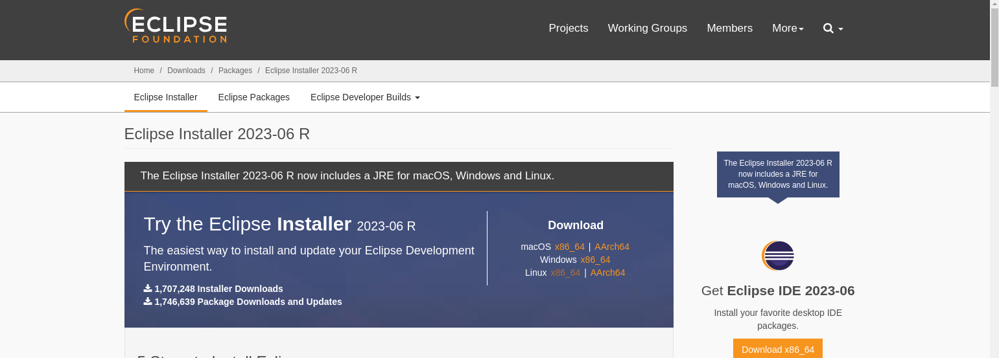 ECLIPSE
FOUNDATION
Projects Working Groups Members More
Home / Downloads / Packages / Eclipse Installer 2023-06 R
Eclipse Installer Eclipse Packages Eclipse Developer Builds
Eclipse Installer 2023-06 R
The Eclipse Installer 2023-06 R now includes a JRE for macOS, Windows and Linux.
Try the Eclipse Installer 2023-06 R
The easiest way to install and update your Eclipse Development
Environment.
1,707,248 Installer Downloads
1,746,639 Package Downloads and Updates
Download
macOS x86_64 | AArch64
Windows x86_64
Linux x86_64 | AArch64
The Eclipse Installer 2023-06 R
now includes a JRE for
macOS, Windows and Linux.
Get Eclipse IDE 2023-06
Install your favorite desktop IDE
packages.
Download x86_64